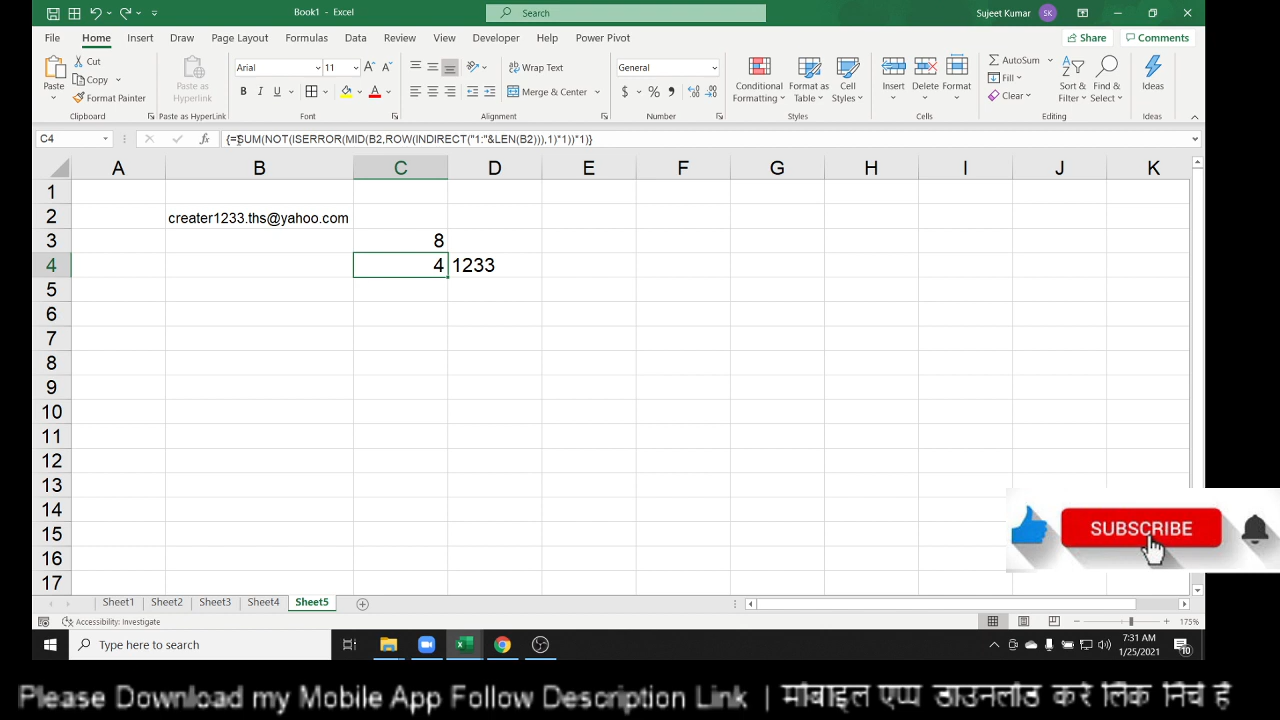 Book1 - Excel
Search
Sujeet Kumar
SK
File Home Insert Draw Page Layout Formulas Data Review View Developer Help Power Pivot
Share
Comments
Paste
Cut
Copy
Format Painter
Clipboard
Paste as
Hyperlink
Paste as Hyperlink
Arial
11
B I U
Font
Wrap Text
Merge & Center
Alignment
General
$ % ,
Number
Conditional
Formatting
Format as
Table
Cell
Styles
Styles
Insert Delete Format
Cells
AutoSum
Fill
Clear
Sort &
Filter
Find &
Select
Editing
Ideas
Ideas
C4
fx
{=SUM(NOT(ISERROR(MID(B2,ROW(INDIRECT("1:"&LEN(B2))),1)*1))*1)}
A B C D E F G H I J K
1
2 creater1233.ths@yahoo.com
3 8
4 4 1233
5
6
7
8
9
10
11
12
13
14
15
16
17
SUBSCRIBE
Sheet1 Sheet2 Sheet3 Sheet4 Sheet5
Accessibility: Investigate
175%
Type here to search
7:31 AM
1/25/2021
10
Please Download my Mobile App Follow Description Link | मोबाइल एप्प डाउनलोड करे लिंक निचे है